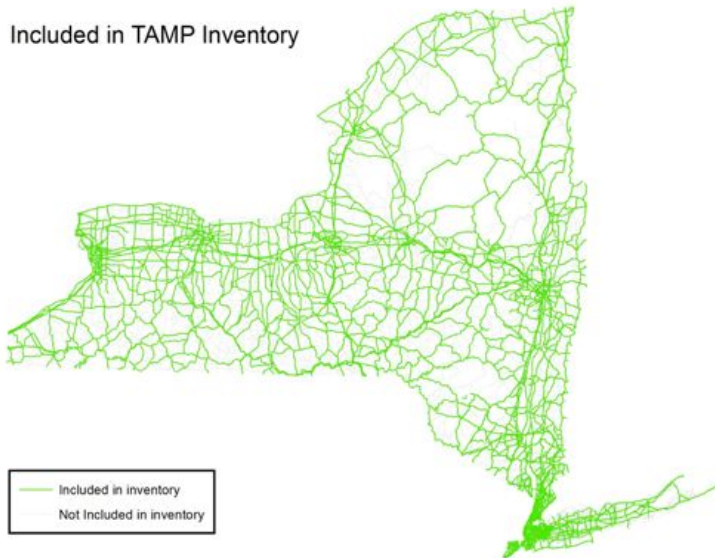 Included in TAMP Inventory
Included in inventory
Not Included in inventory